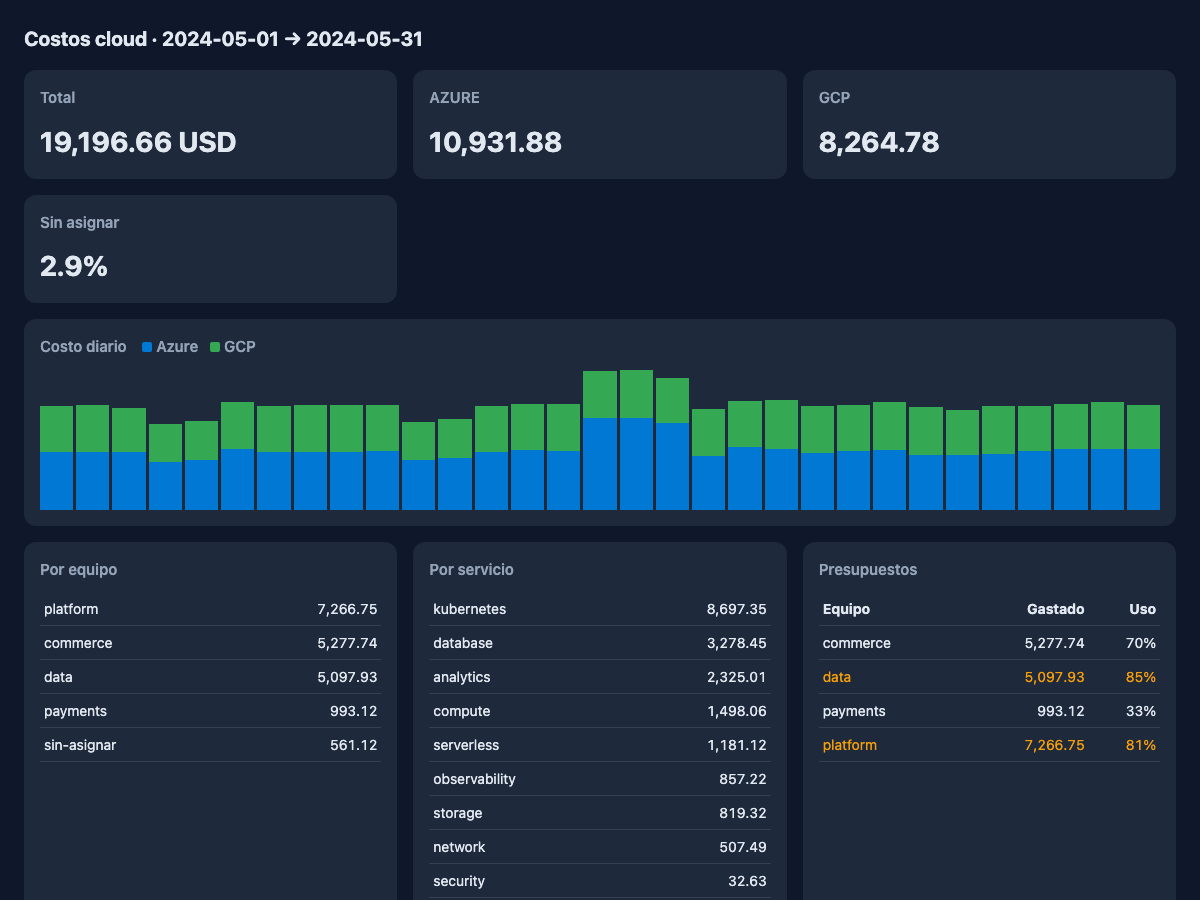 Costos cloud · 2024-05-01 → 2024-05-31
Total
19,196.66 USD
AZURE
10,931.88
GCP
8,264.78
Sin asignar
2.9%
Costo diario Azure GCP
Por equipo
platform 7,266.75
commerce 5,277.74
data 5,097.93
payments 993.12
sin-asignar 561.12
Por servicio
kubernetes 8,697.35
database 3,278.45
analytics 2,325.01
compute 1,498.06
serverless 1,181.12
observability 857.22
storage 819.32
network 507.49
security 32.63
Presupuestos
Equipo Gastado Uso
commerce 5,277.74 70%
data 5,097.93 85%
payments 993.12 33%
platform 7,266.75 81%